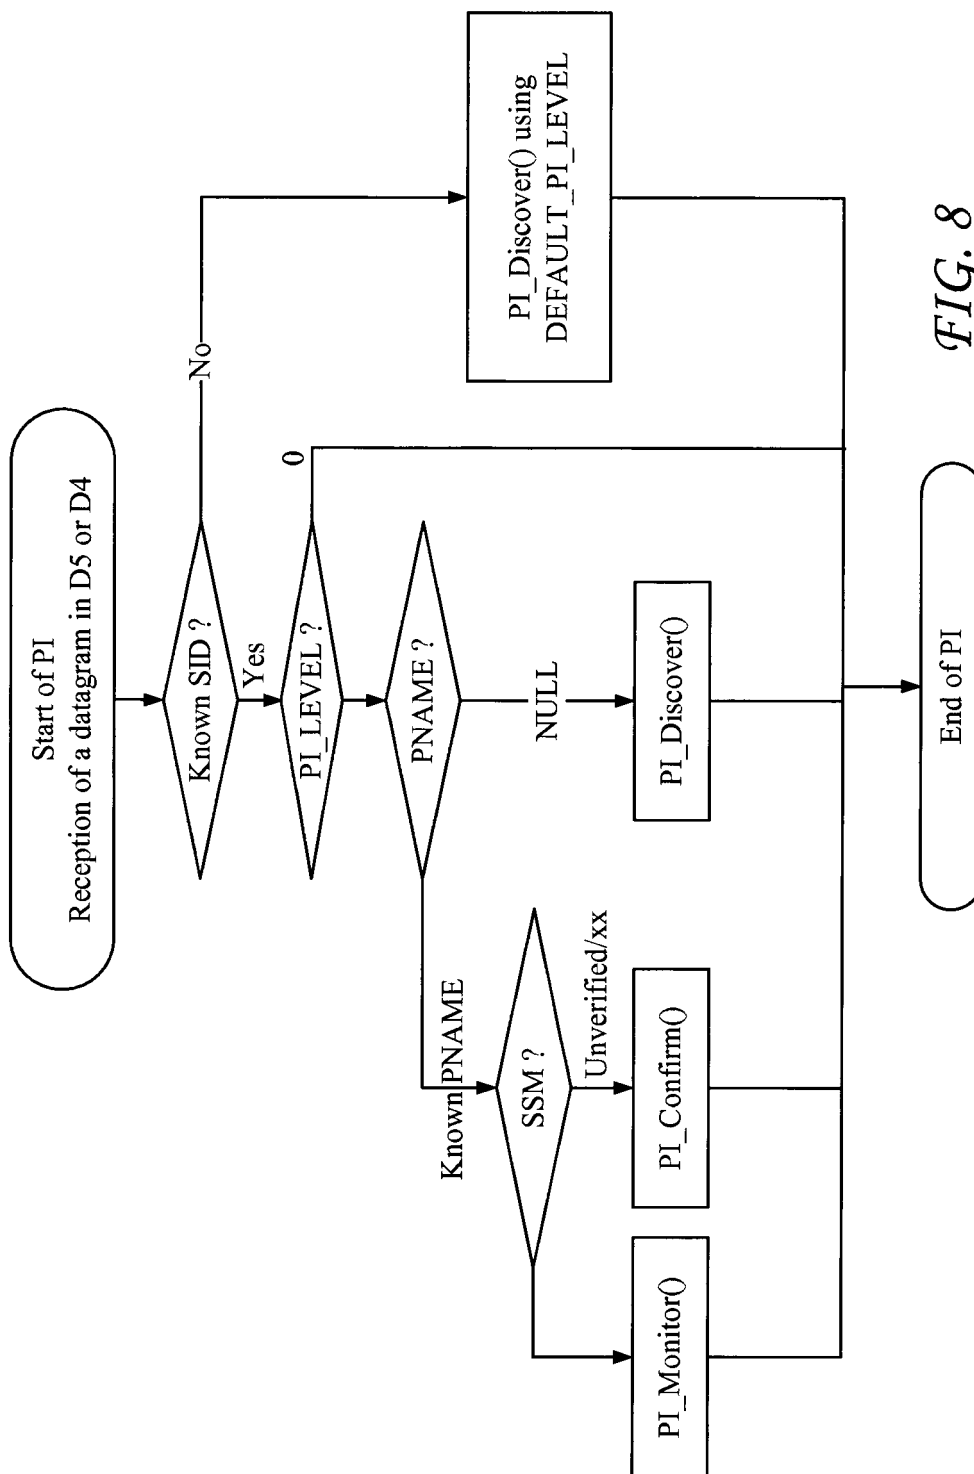 Start of PI
Reception of a datagram in D5 or D4
Known SID ?
No
Yes
PI_LEVEL ?
0
PNAME ?
Known PNAME
NULL
SSM ?
Unverified/xx
PI_Monitor()
PI_Confirm()
PI_Discover()
PI_Discover() using
DEFAULT_PI_LEVEL
End of PI
FIG. 8